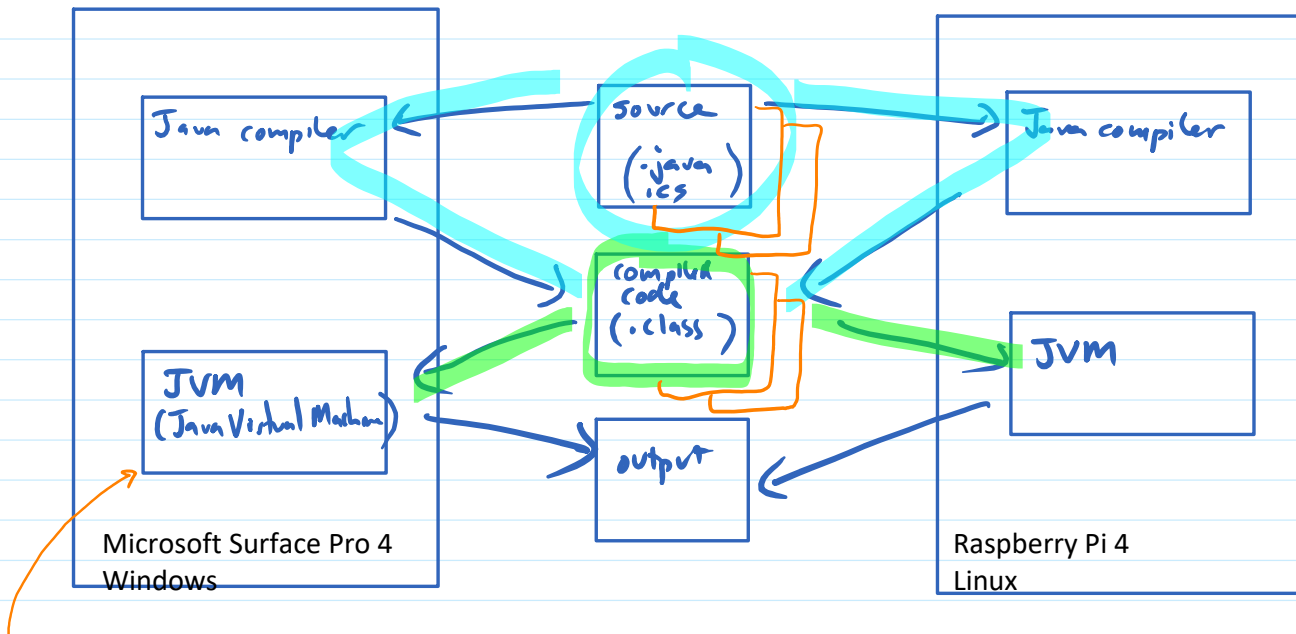 Java compiler
source
(.java
ics)
Java compiler
compiled
code
(.class)
JVM
(Java Virtual Machine)
JVM
output
Microsoft Surface Pro 4
Windows
Raspberry Pi 4
Linux